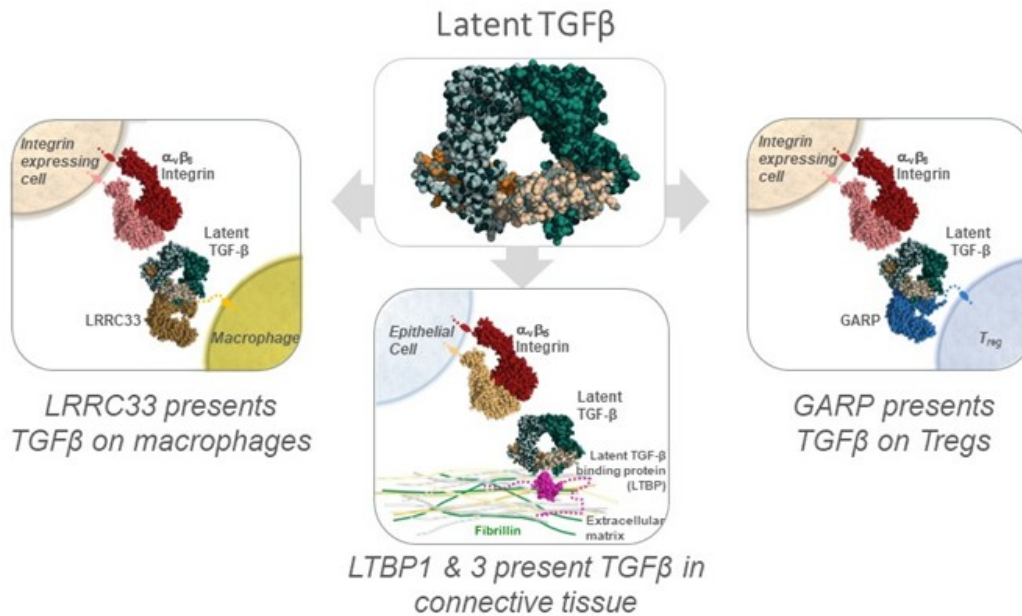 Latent TGFβ
Integrin
expressing
cell
αvβ8
Integrin
Latent
TGF-β
LRRC33
Macrophage
LRRC33 presents
TGFβ on macrophages
Epithelial
Cell
αvβ6
Integrin
Latent
TGF-β
Latent TGF-β
binding protein
(LTBP)
Fibrillin
Extracellular
matrix
LTBP1 & 3 present TGFβ in
connective tissue
Integrin
expressing
cell
αvβ8
Integrin
Latent
TGF-β
GARP
Treg
GARP presents
TGFβ on Tregs